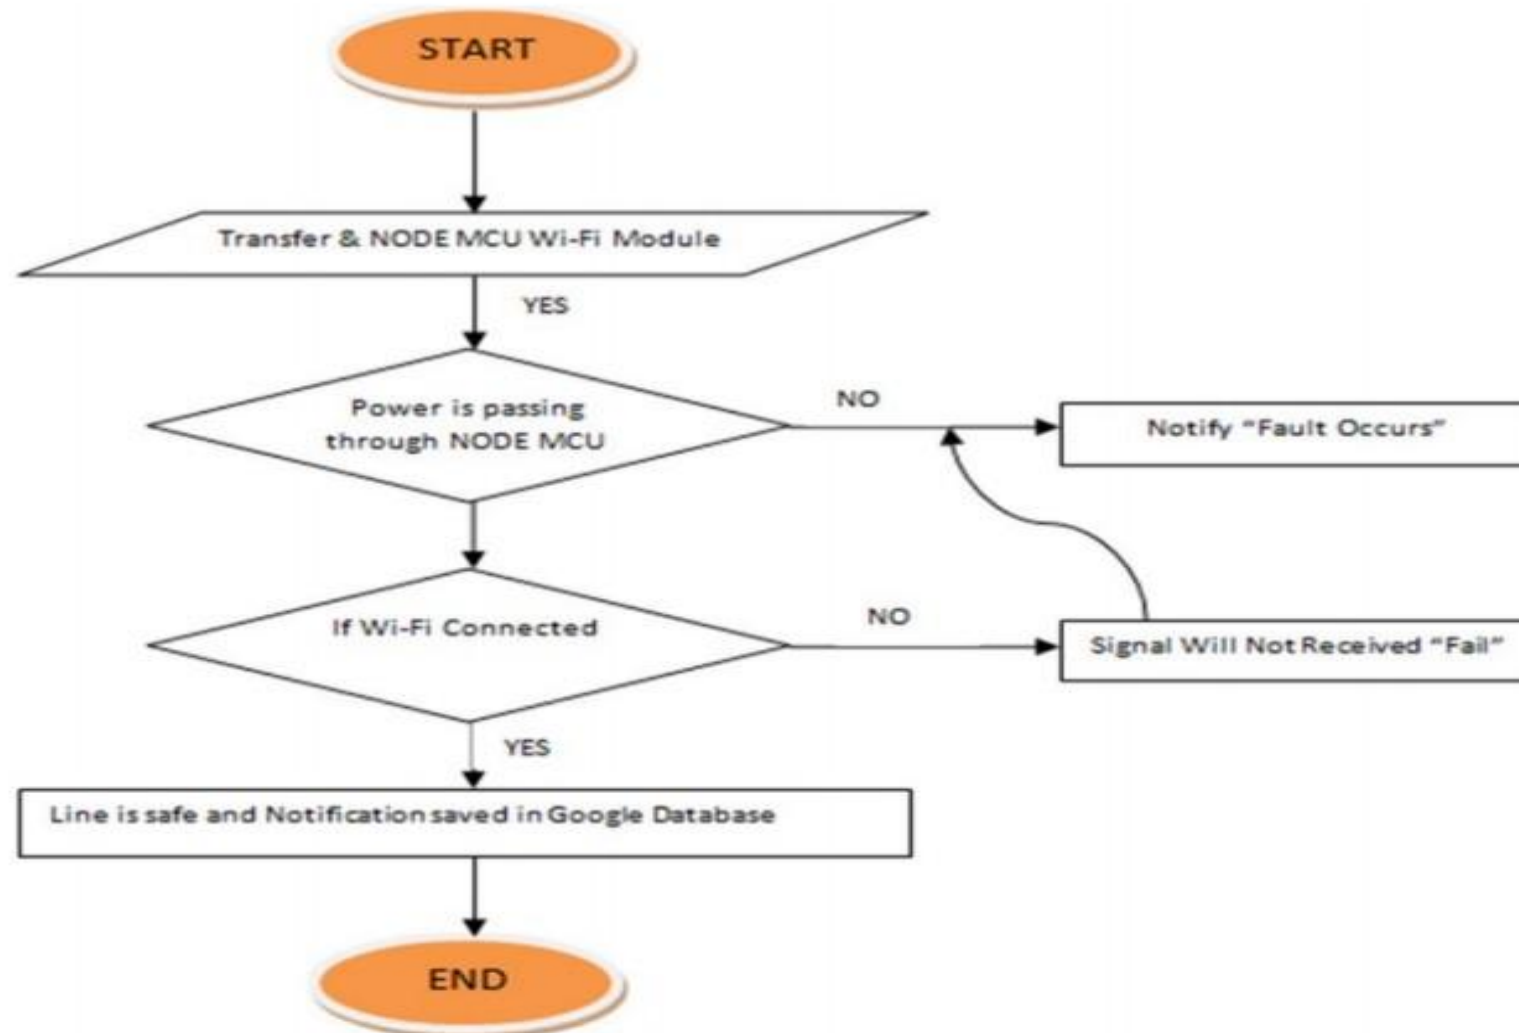 START
Transfer & NODE MCU Wi-Fi Module
YES
Power is passing
through NODE MCU
NO
Notify “Fault Occurs”
If Wi-Fi Connected
NO
Signal Will Not Received “Fail”
YES
Line is safe and Notification saved in Google Database
END